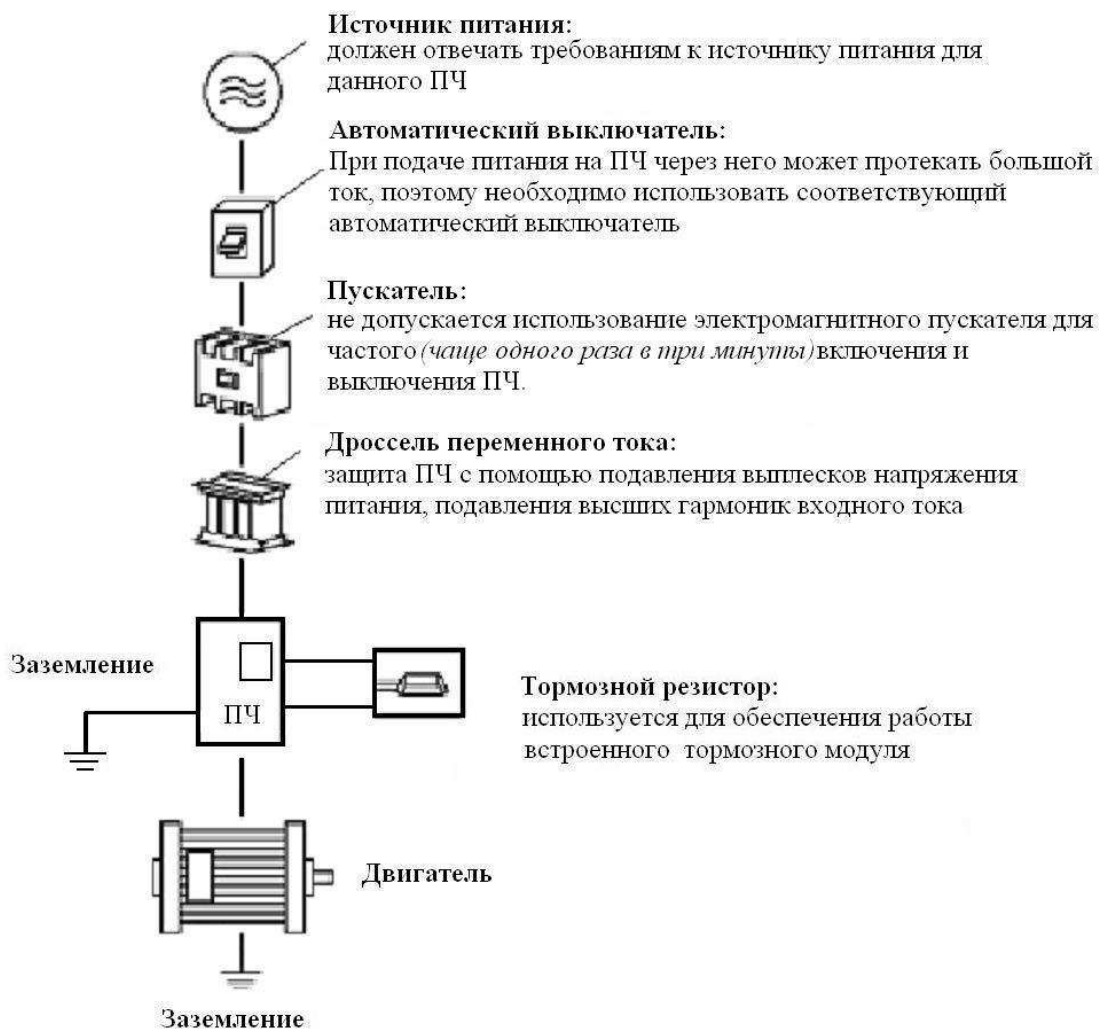 Источник питания:
должен отвечать требованиям к источнику питания для
данного ПЧ
Автоматический выключатель:
При подаче питания на ПЧ через него может протекать большой
ток, поэтому необходимо использовать соответствующий
автоматический выключатель
Пускатель:
не допускается использование электромагнитного пускателя для
частого (чаще одного раза в три минуты) включения и
выключения ПЧ.
Дроссель переменного тока:
защита ПЧ с помощью подавления выплесков напряжения
питания, подавления высших гармоник входного тока
Заземление
ПЧ
Тормозной резистор:
используется для обеспечения работы
встроенного тормозного модуля
Двигатель
Заземление